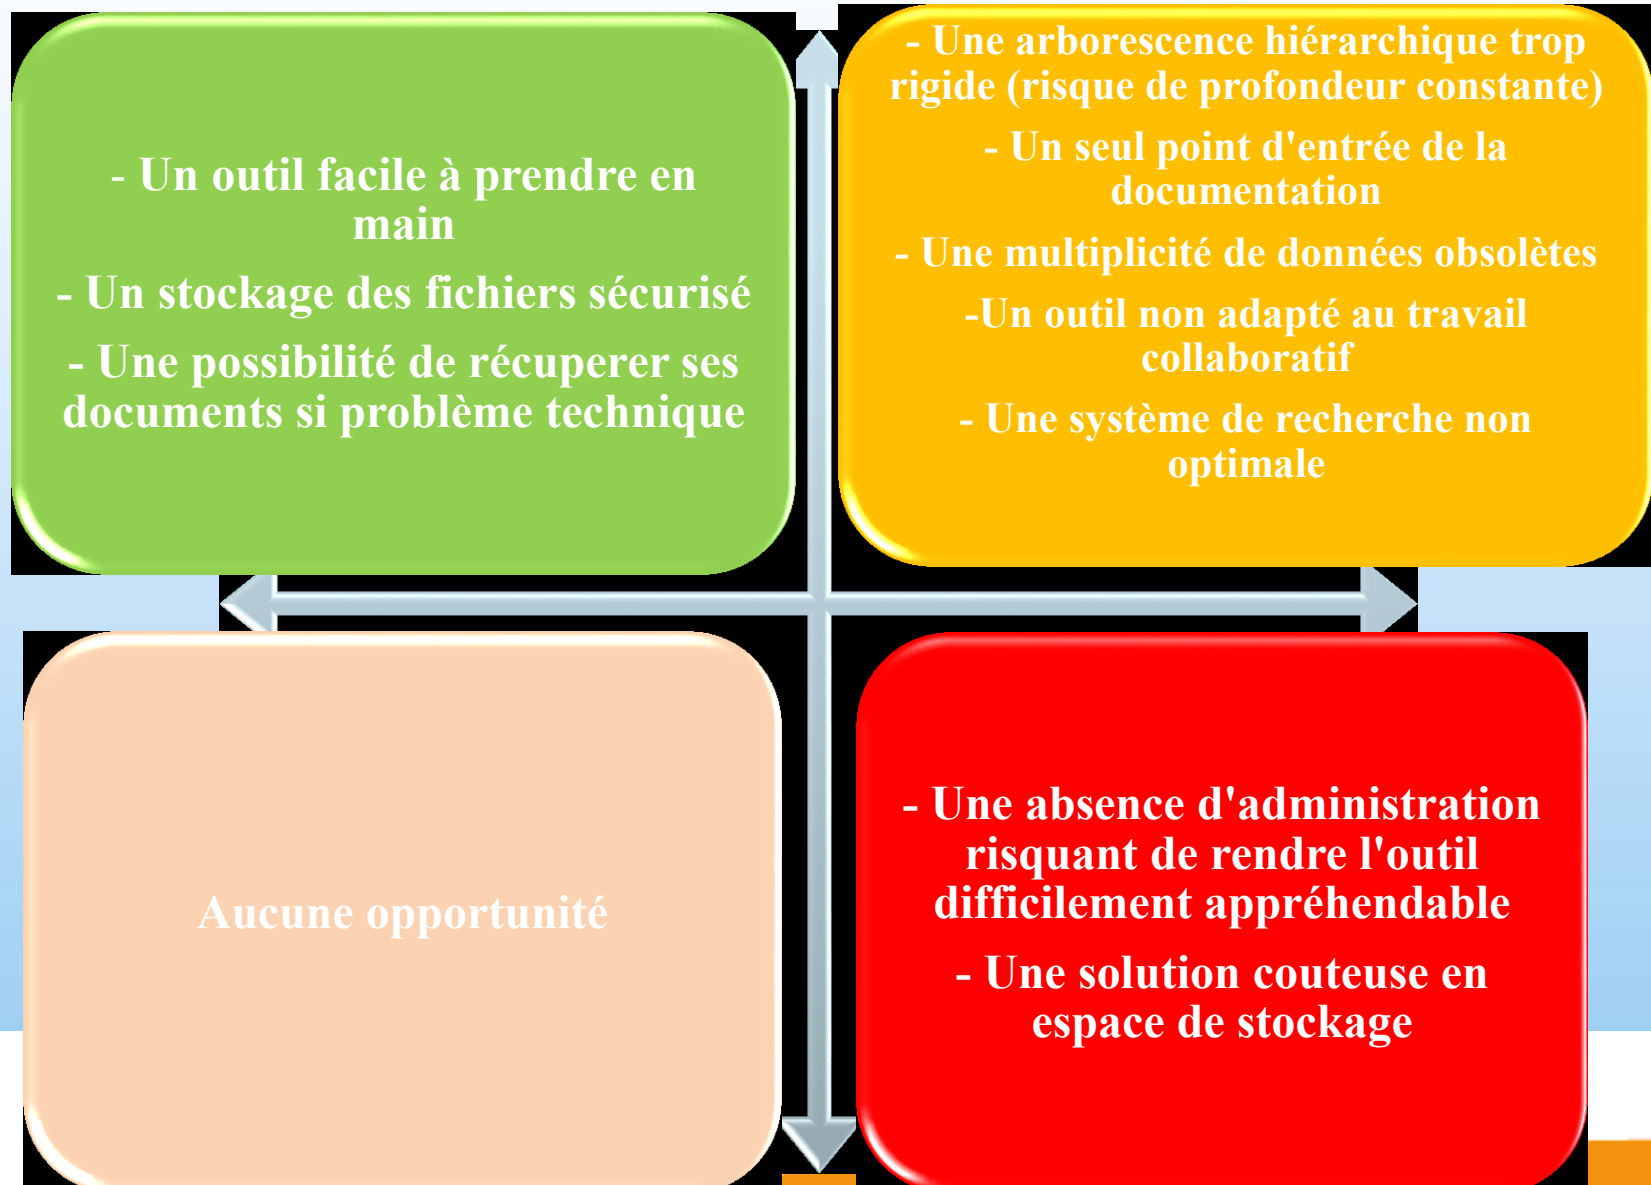 - Un outil facile à prendre en
main
- Un stockage des fichiers sécurisé
- Une possibilité de récuperer ses
documents si problème technique
- Une arborescence hiérarchique trop
rigide (risque de profondeur constante)
- Un seul point d'entrée de la
documentation
- Une multiplicité de données obsolètes
-Un outil non adapté au travail
collaboratif
- Une système de recherche non
optimale
Aucune opportunité
- Une absence d'administration
risquant de rendre l'outil
difficilement appréhendable
- Une solution couteuse en
espace de stockage